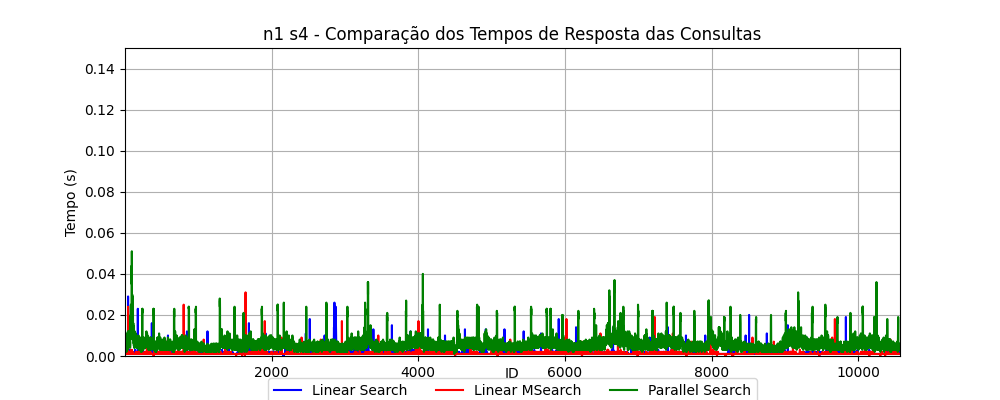 n1 s4 - Comparação dos Tempos de Resposta das Consultas
Tempo (s)
0.14
0.12
0.10
0.08
0.06
0.04
0.02
0.00
2000 4000 6000 8000 10000
ID
Linear Search Linear MSearch Parallel Search